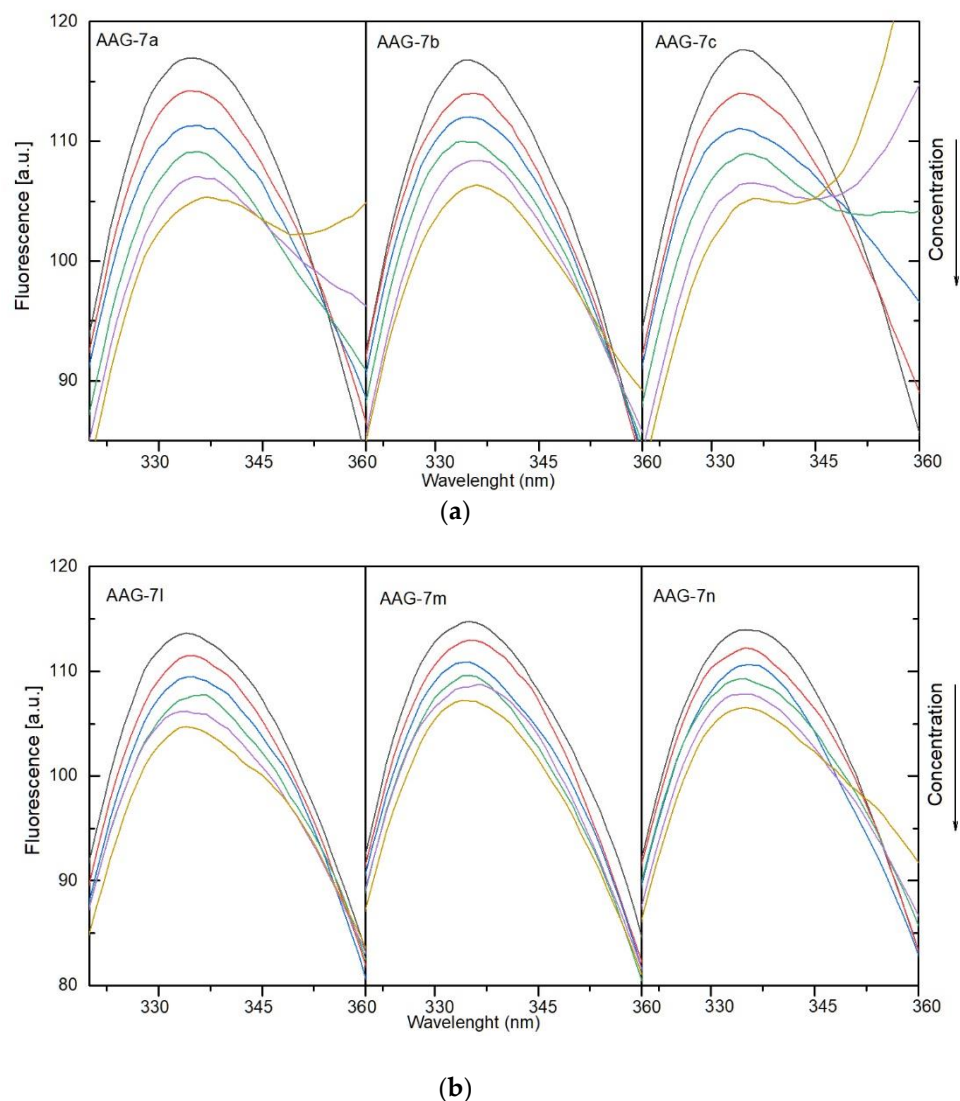 120
AAG-7a
AAG-7b
AAG-7c
110
100
90
Fluorescence [a.u.]
Concentration
330
345
360
330
345
360
330
345
360
Wavelenght (nm)
(a)
120
AAG-7l
AAG-7m
AAG-7n
110
100
90
80
Fluorescence [a.u.]
Concentration
330
345
360
330
345
360
330
345
360
Wavelenght (nm)
(b)